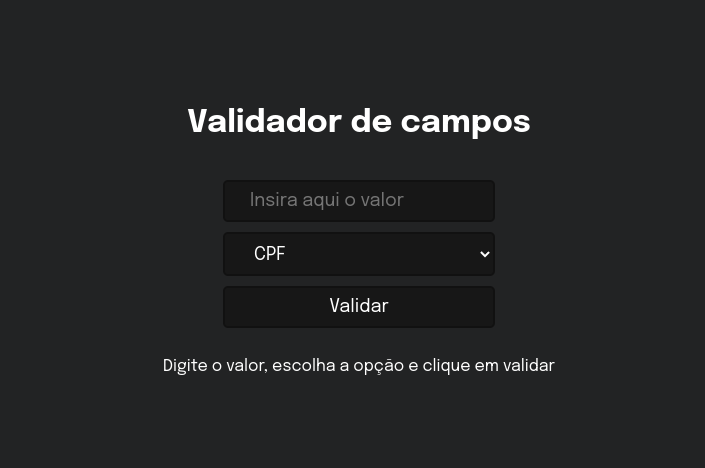 Validador de campos
Insira aqui o valor
CPF
Validar
Digite o valor, escolha a opção e clique em validar